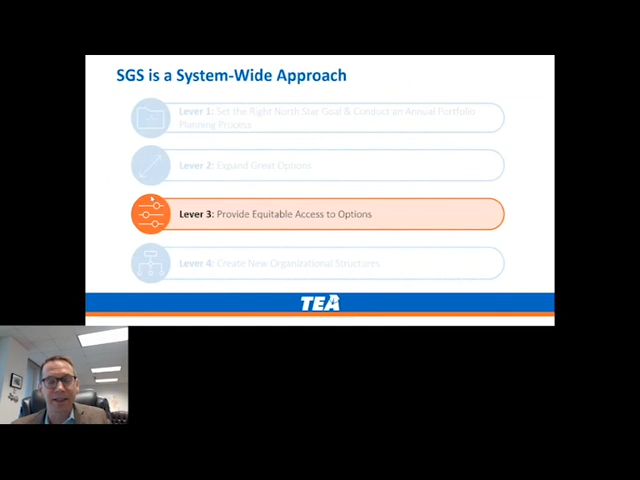 SGS is a System-Wide Approach
Lever 1: Set the Right North Star Goal & Conduct an Annual Portfolio
Planning Process
Lever 2: Expand Great Options
Lever 3: Provide Equitable Access to Options
Lever 4: Create New Organizational Structures
TEA